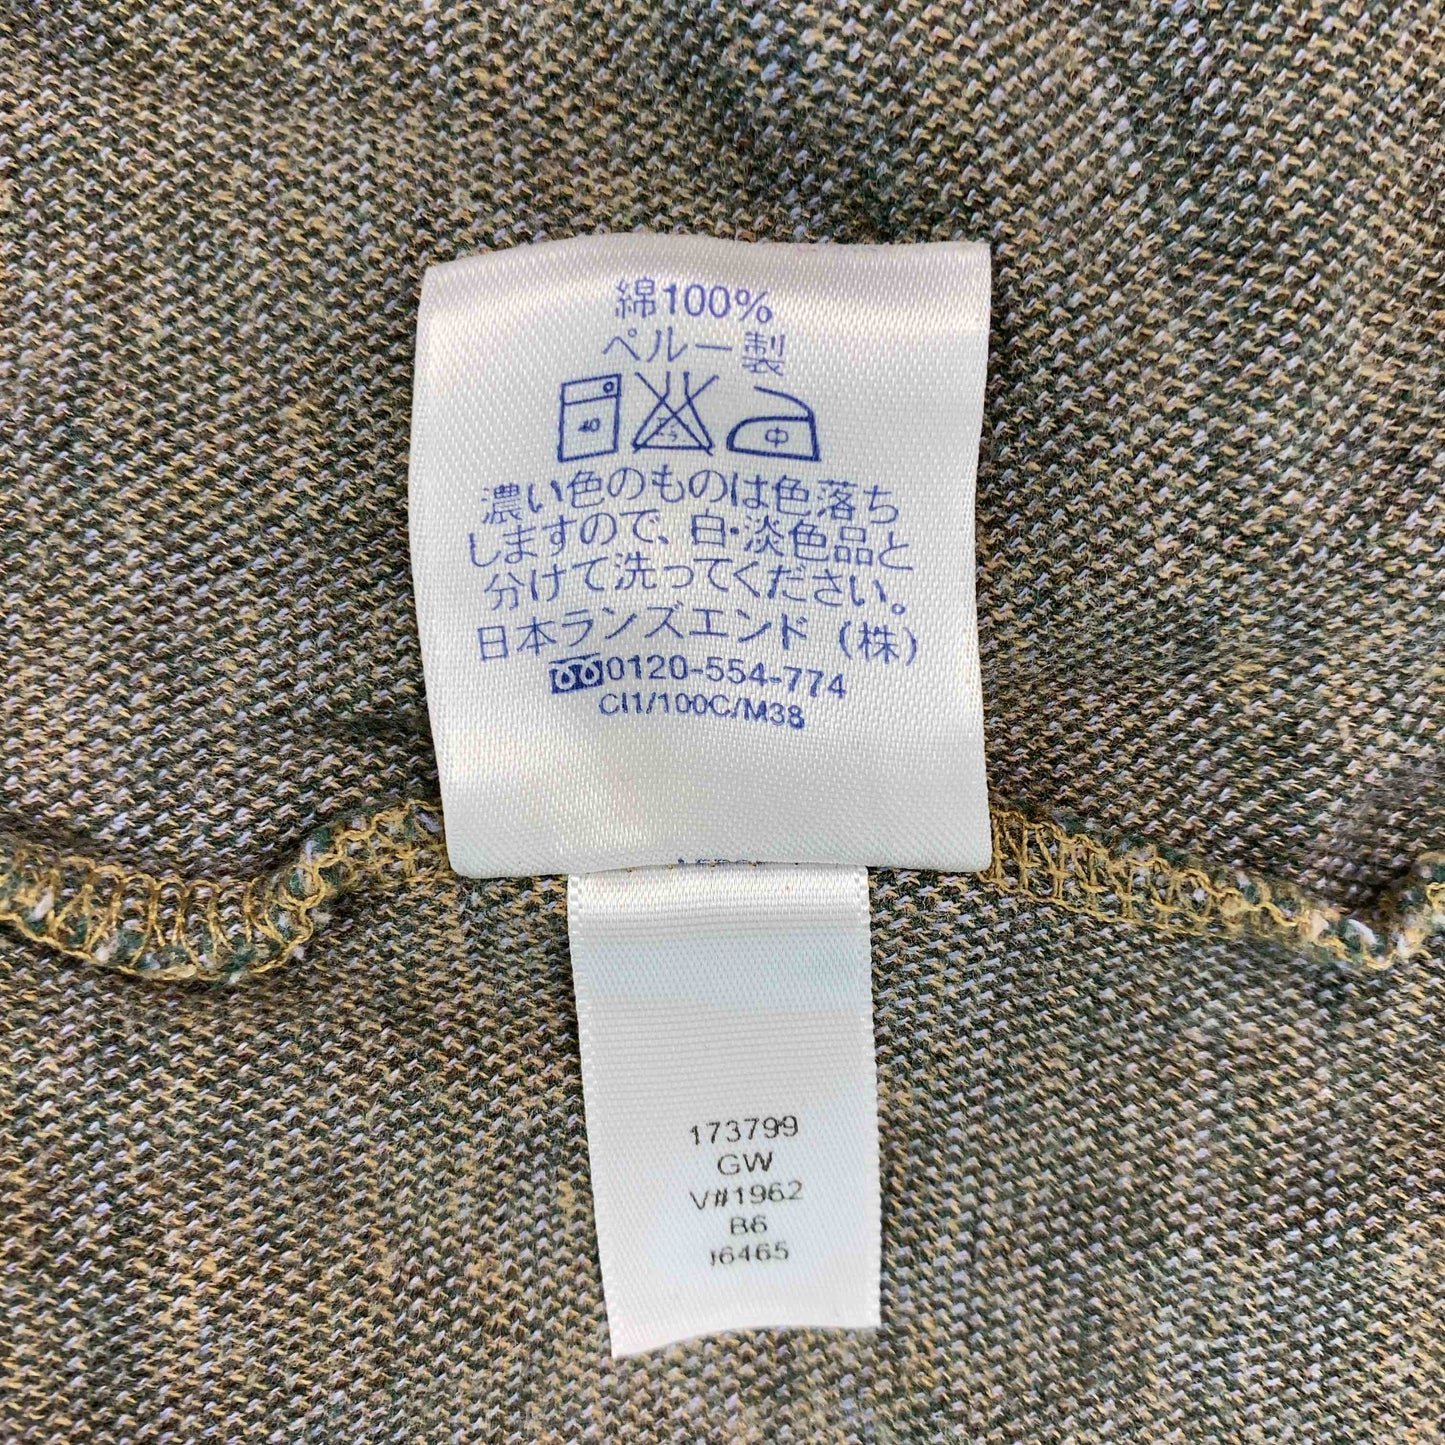 綿100%
ペルー製
40
中
濃い色のものは色落ち
しますので、白・淡色品と
分けて洗ってください。
日本ランズエンド（株）
0120-554-774
CI1/100C/M38
173799
GW
V#1962
B6
I6465